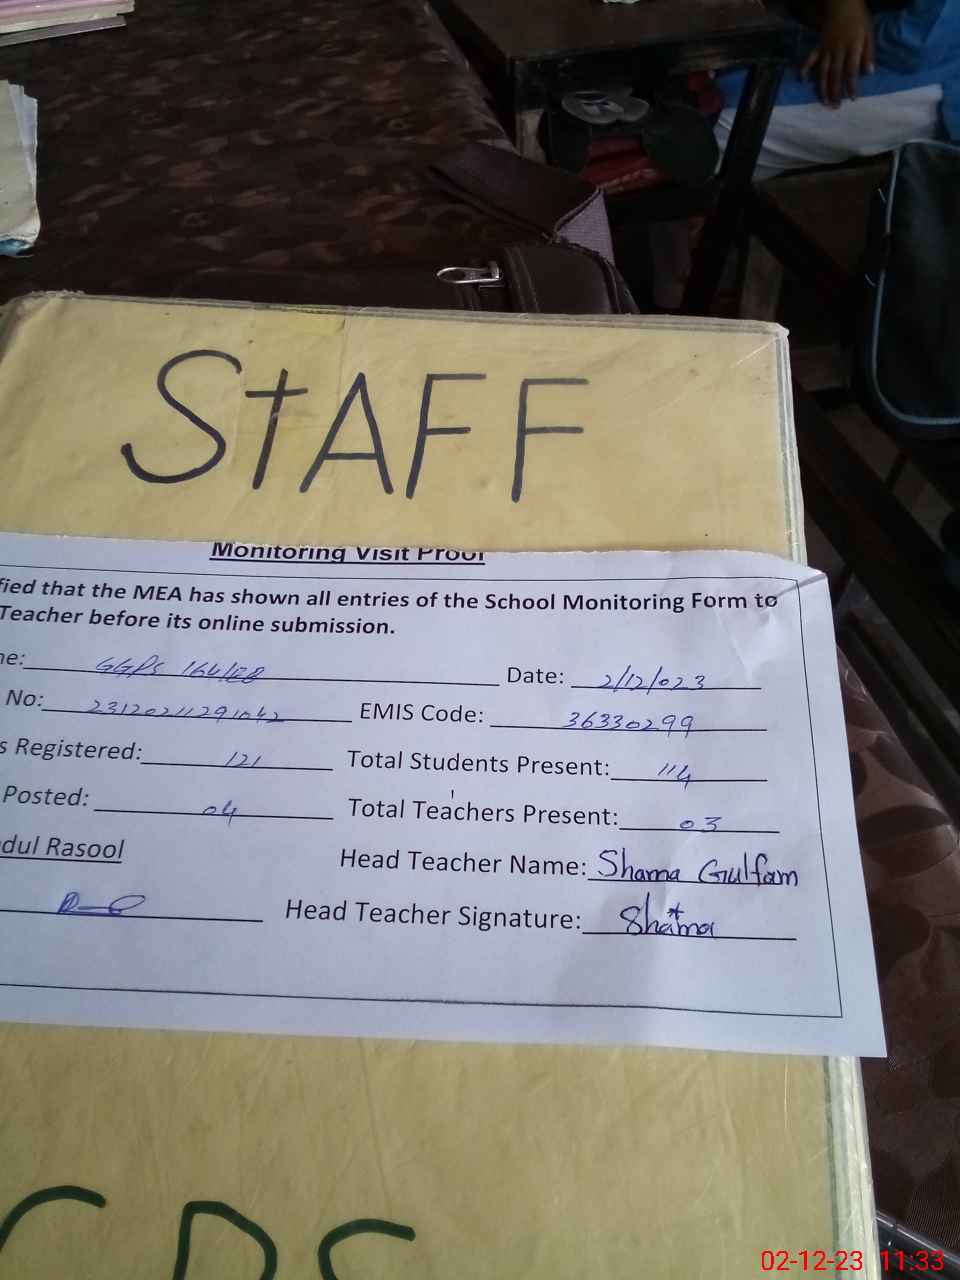 StAFF
Monitoring Visit Proof
fied that the MEA has shown all entries of the School Monitoring Form to
Teacher before its online submission.
ne: GGPS 164/EB Date: 2/12/023
No: 23120211291042 EMIS Code: 36330299
s Registered: 121 Total Students Present: 114
Posted: 04 Total Teachers Present: 03
dul Rasool Head Teacher Name: Shama Gulfam
Head Teacher Signature: Shama
02-12-23 11:33